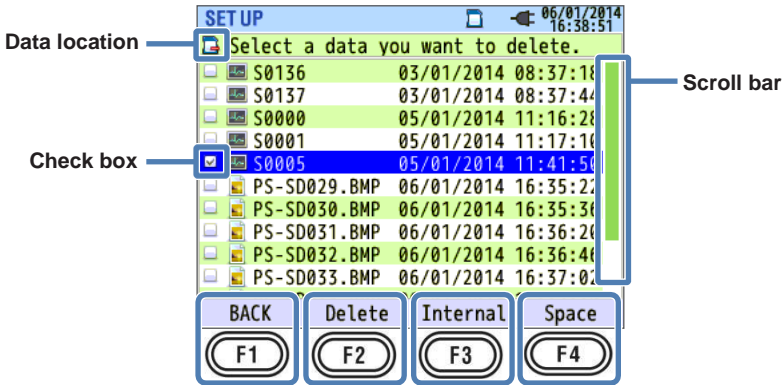 SET UP 06/01/2014
16:38:51
Data location
Select a data you want to delete.
S0136 03/01/2014 08:37:18
Scroll bar
S0137 03/01/2014 08:37:44
S0000 05/01/2014 11:16:28
S0001 05/01/2014 11:17:10
Check box
S0005 05/01/2014 11:41:50
PS-SD029.BMP 06/01/2014 16:35:22
PS-SD030.BMP 06/01/2014 16:35:36
PS-SD031.BMP 06/01/2014 16:36:20
PS-SD032.BMP 06/01/2014 16:36:46
PS-SD033.BMP 06/01/2014 16:37:02
BACK Delete Internal Space
F1 F2 F3 F4